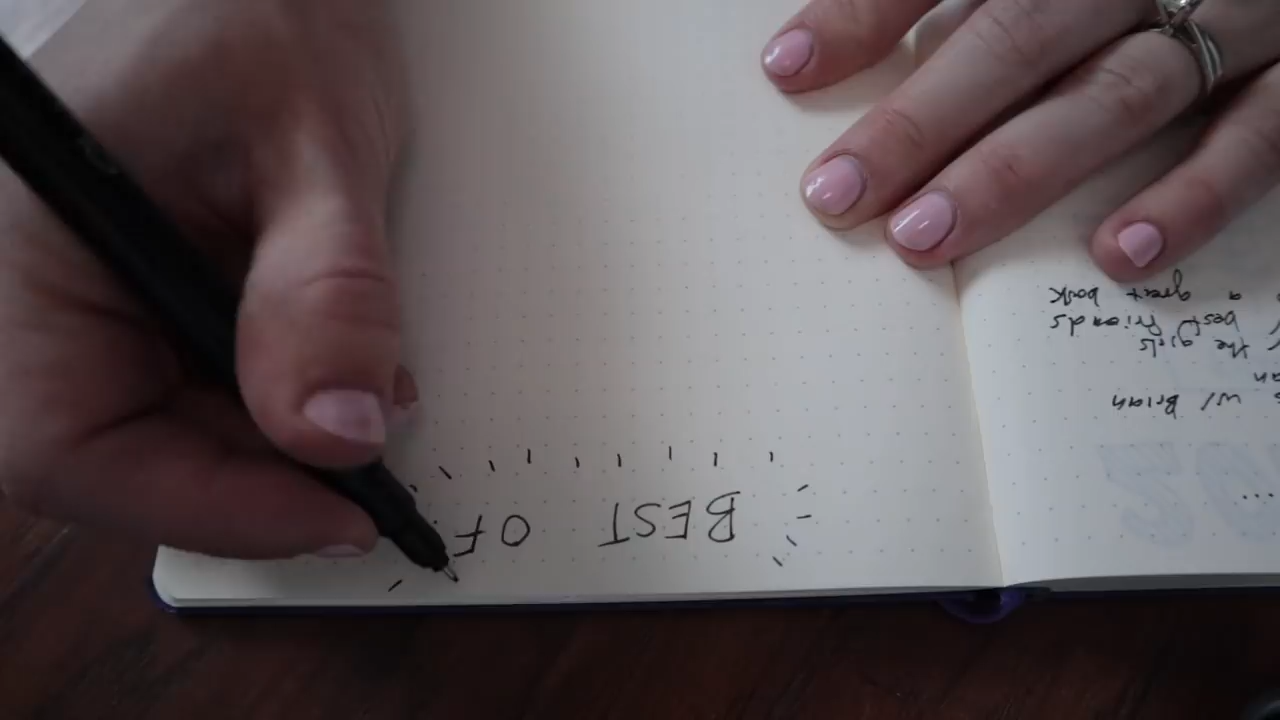 BEST OF
...
w/ Brian
the girls
best friends
a great book